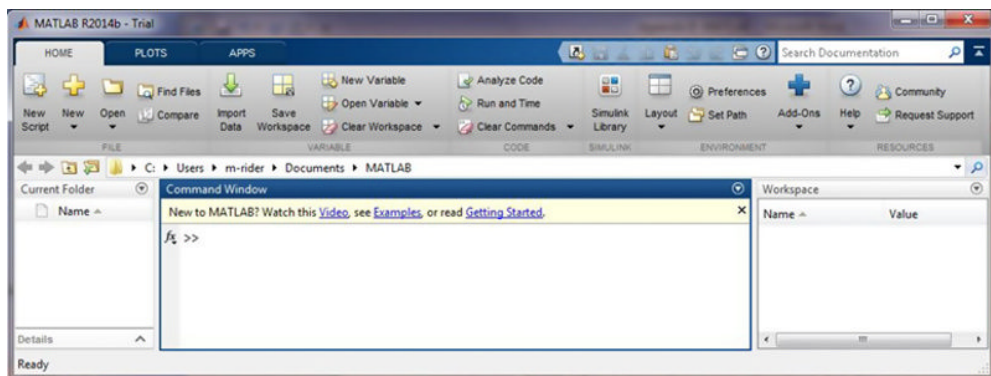 MATLAB R2014b - Trial
HOME PLOTS APPS Search Documentation
New Script
New
Open
Find Files
Compare
FILE
Import Data
Save Workspace
New Variable
Open Variable
Clear Workspace
VARIABLE
Analyze Code
Run and Time
Clear Commands
CODE
Simulink Library
SIMULINK
Layout
Preferences
Set Path
ENVIRONMENT
Add-Ons
Help
Community
Request Support
RESOURCES
C: Users m-rider Documents MATLAB
Current Folder
Name
Details
Command Window
New to MATLAB? Watch this Video, see Examples, or read Getting Started.
fx >>
Workspace
Name Value
Ready